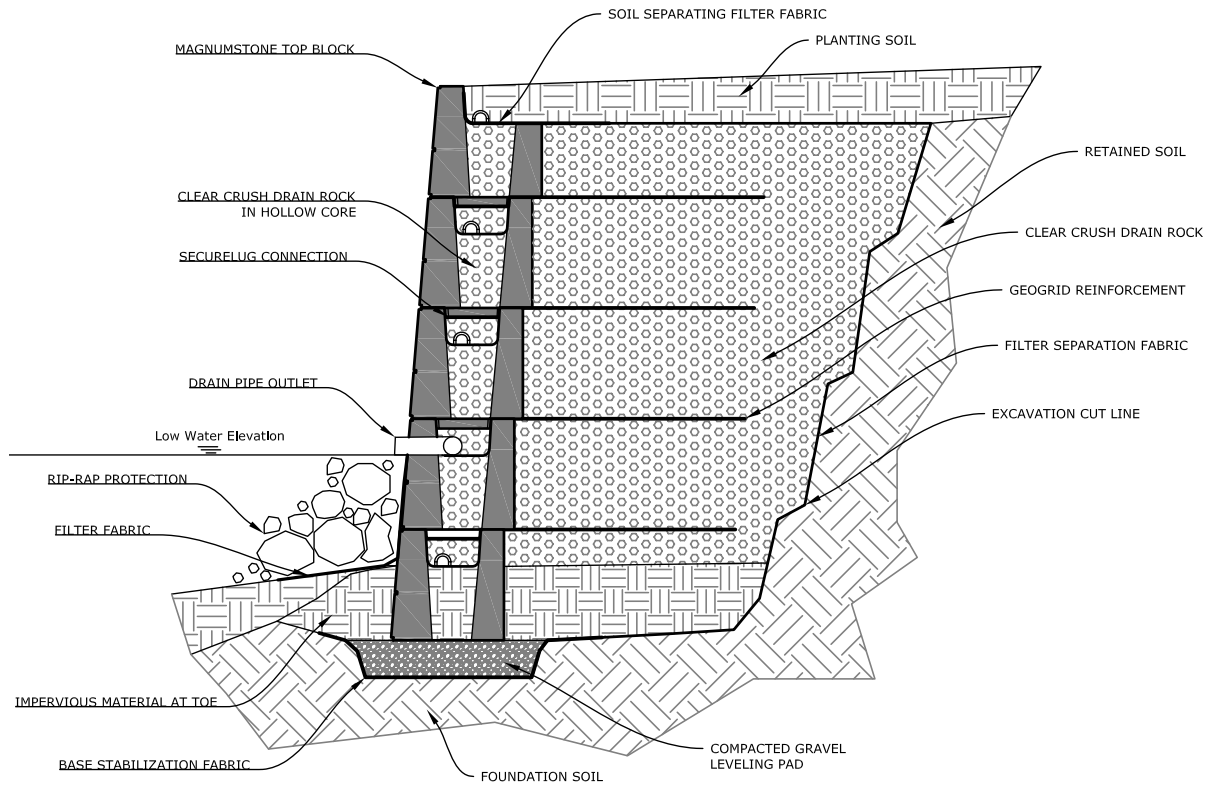 SOIL SEPARATING FILTER FABRIC
PLANTING SOIL
MAGNUMSTONE TOP BLOCK
RETAINED SOIL
CLEAR CRUSH DRAIN ROCK
IN HOLLOW CORE
CLEAR CRUSH DRAIN ROCK
SECURELUG CONNECTION
GEOGRID REINFORCEMENT
FILTER SEPARATION FABRIC
DRAIN PIPE OUTLET
EXCAVATION CUT LINE
Low Water Elevation
RIP-RAP PROTECTION
FILTER FABRIC
IMPERVIOUS MATERIAL AT TOE
BASE STABILIZATION FABRIC
COMPACTED GRAVEL
LEVELING PAD
FOUNDATION SOIL